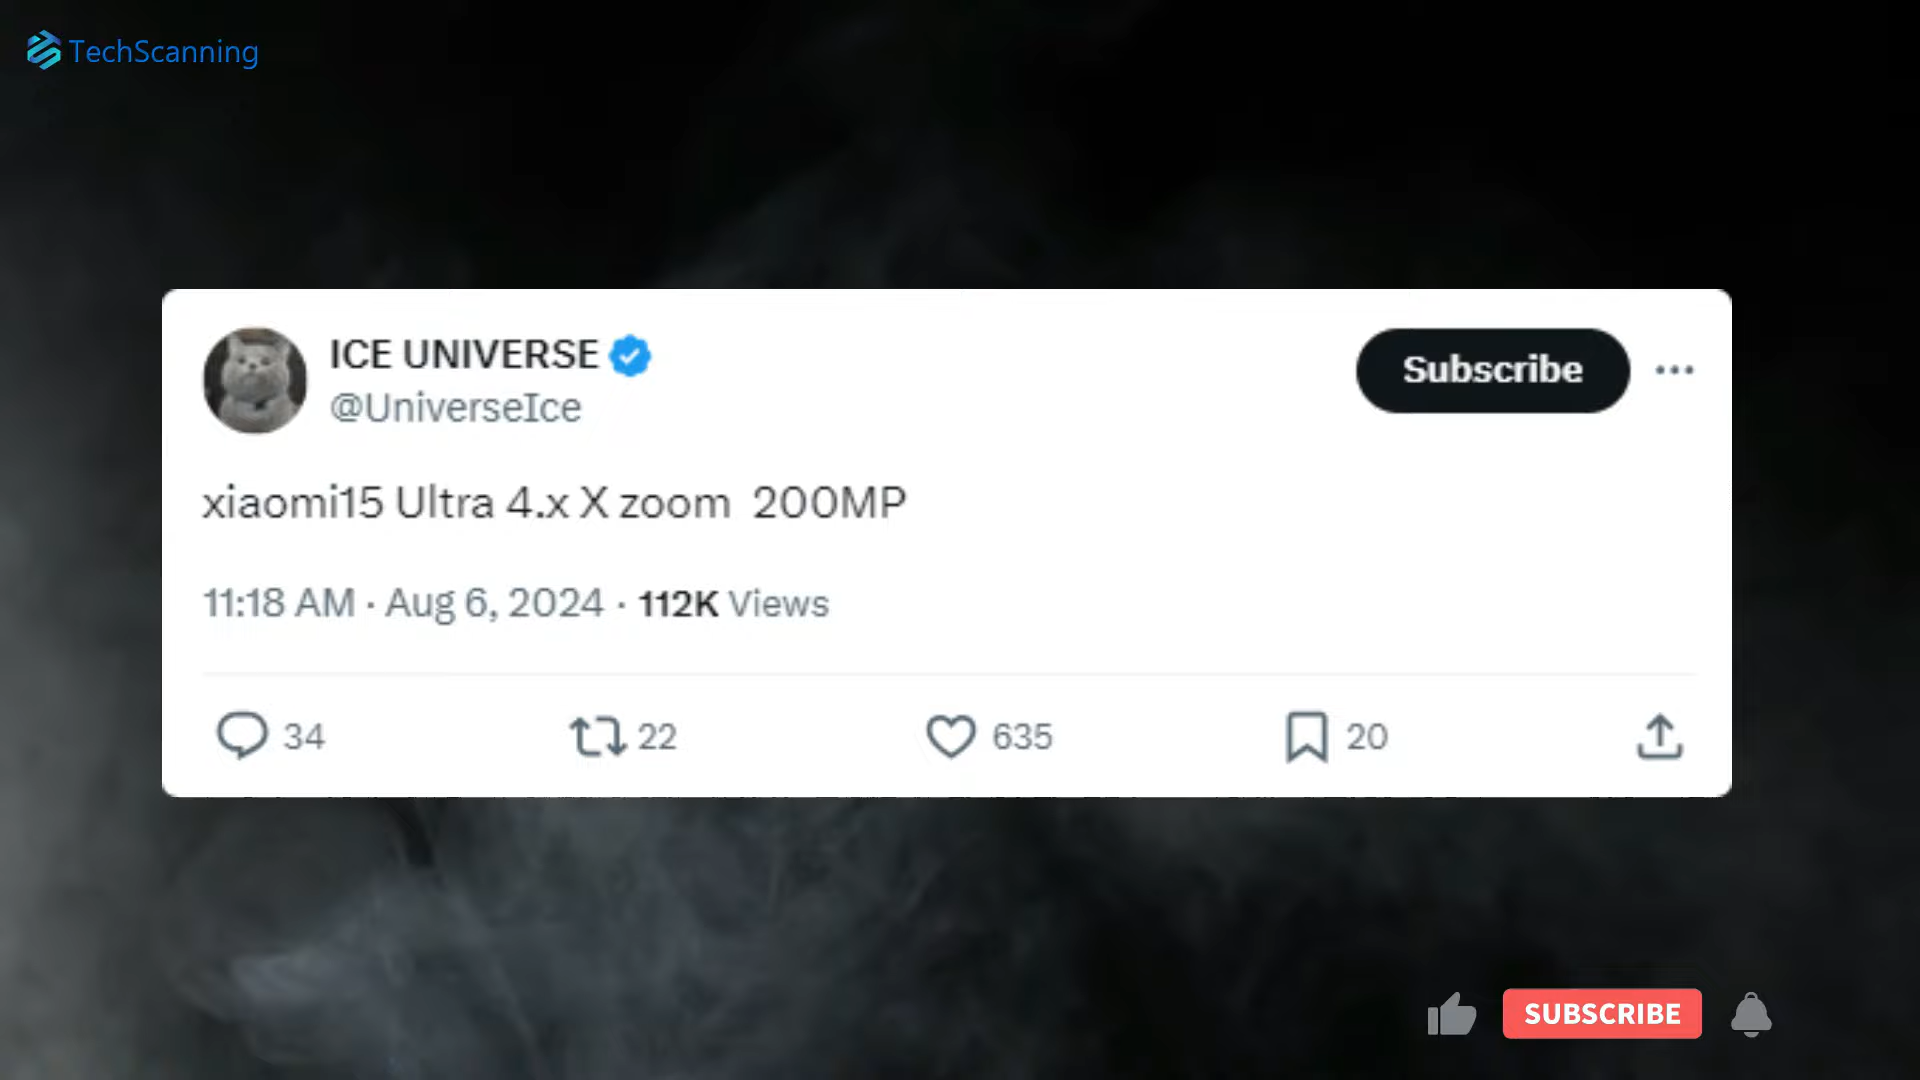 TechScanning
ICE UNIVERSE
Subscribe
@UniverseIce
xiaomi15 Ultra 4.x X zoom 200MP
11:18 AM · Aug 6, 2024 · 112K Views
34 22 635 20
SUBSCRIBE